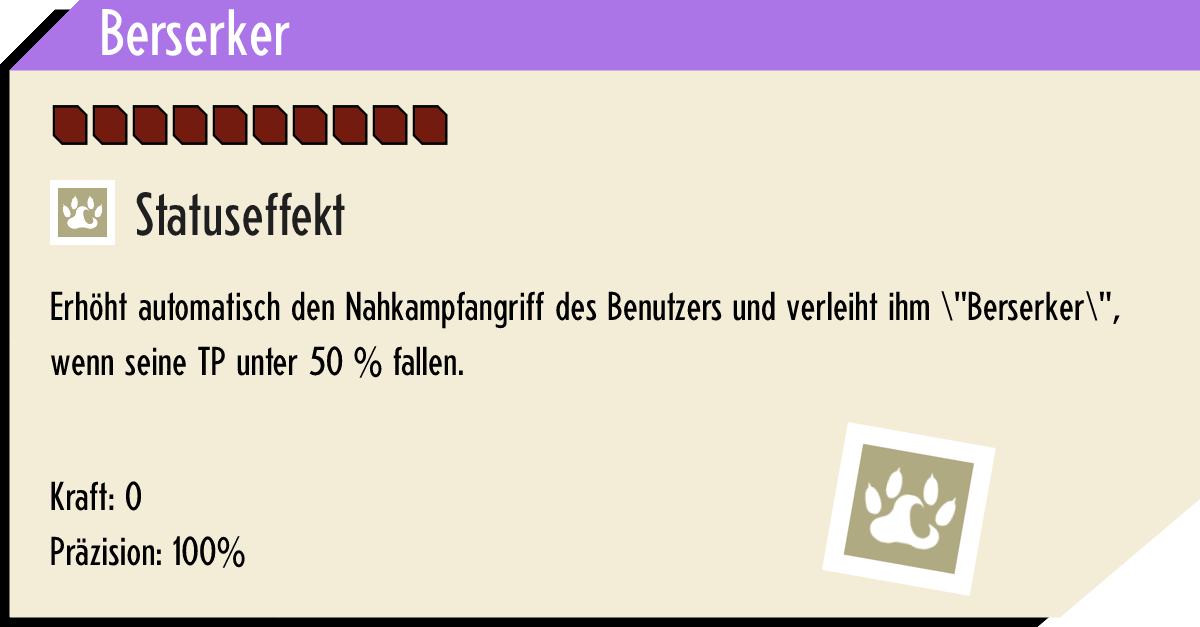 Berserker
Statuseffekt
Erhöht automatisch den Nahkampfangriff des Benutzers und verleiht ihm \"Berserker\",
wenn seine TP unter 50 % fallen.
Kraft: 0
Präzision: 100%